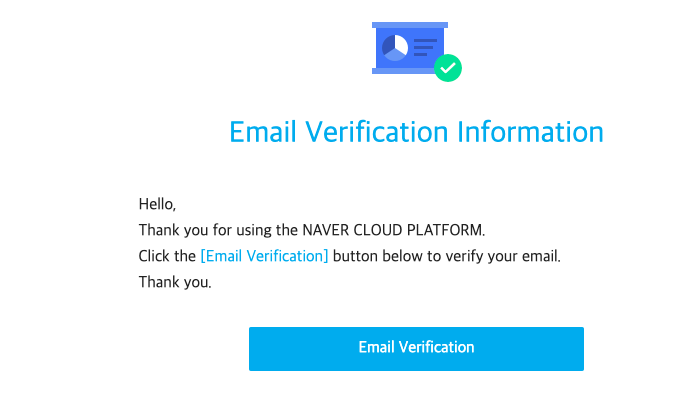 Email Verification Information
Hello,
Thank you for using the NAVER CLOUD PLATFORM.
Click the [Email Verification] button below to verify your email.
Thank you.
Email Verification